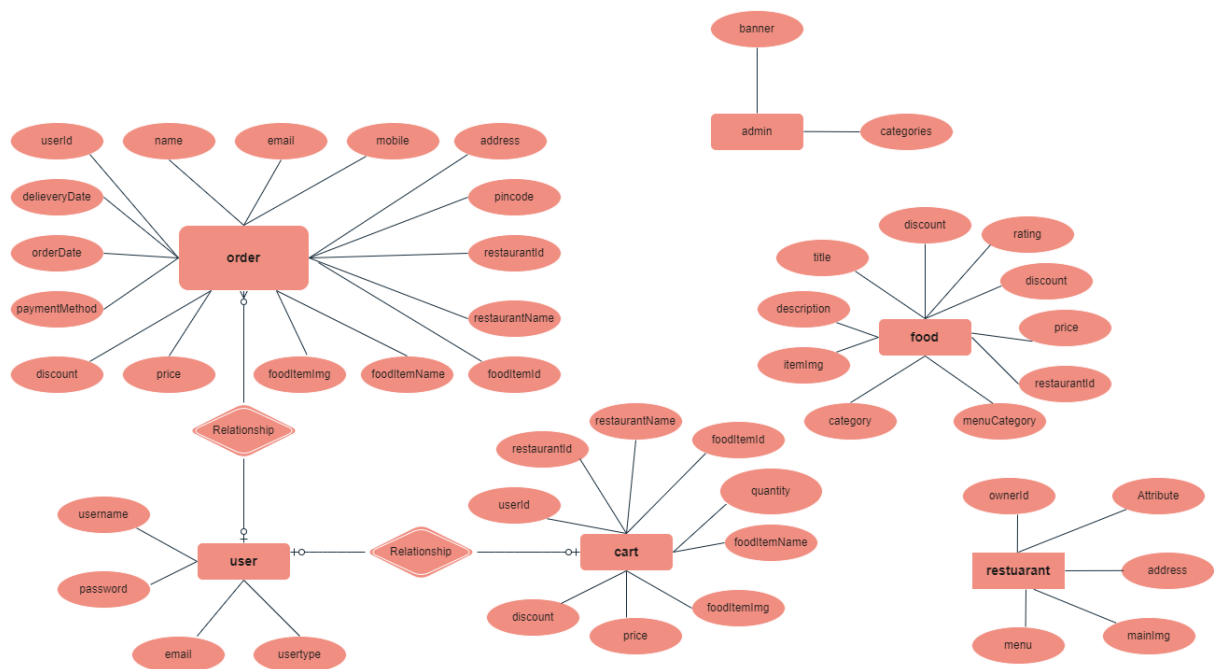 banner
admin
categories
userId
name
email
mobile
address
delieveryDate
pincode
orderDate
order
restaurantId
paymentMethod
restaurantName
discount
price
foodItemImg
foodItemName
foodItemId
Relationship
discount
title
rating
discount
description
food
price
itemImg
restaurantId
category
menuCategory
restaurantName
restaurantId
foodItemId
userId
quantity
username
user
Relationship
cart
foodItemName
password
discount
price
foodItemImg
email
usertype
ownerId
Attribute
restuarant
address
menu
mainImg